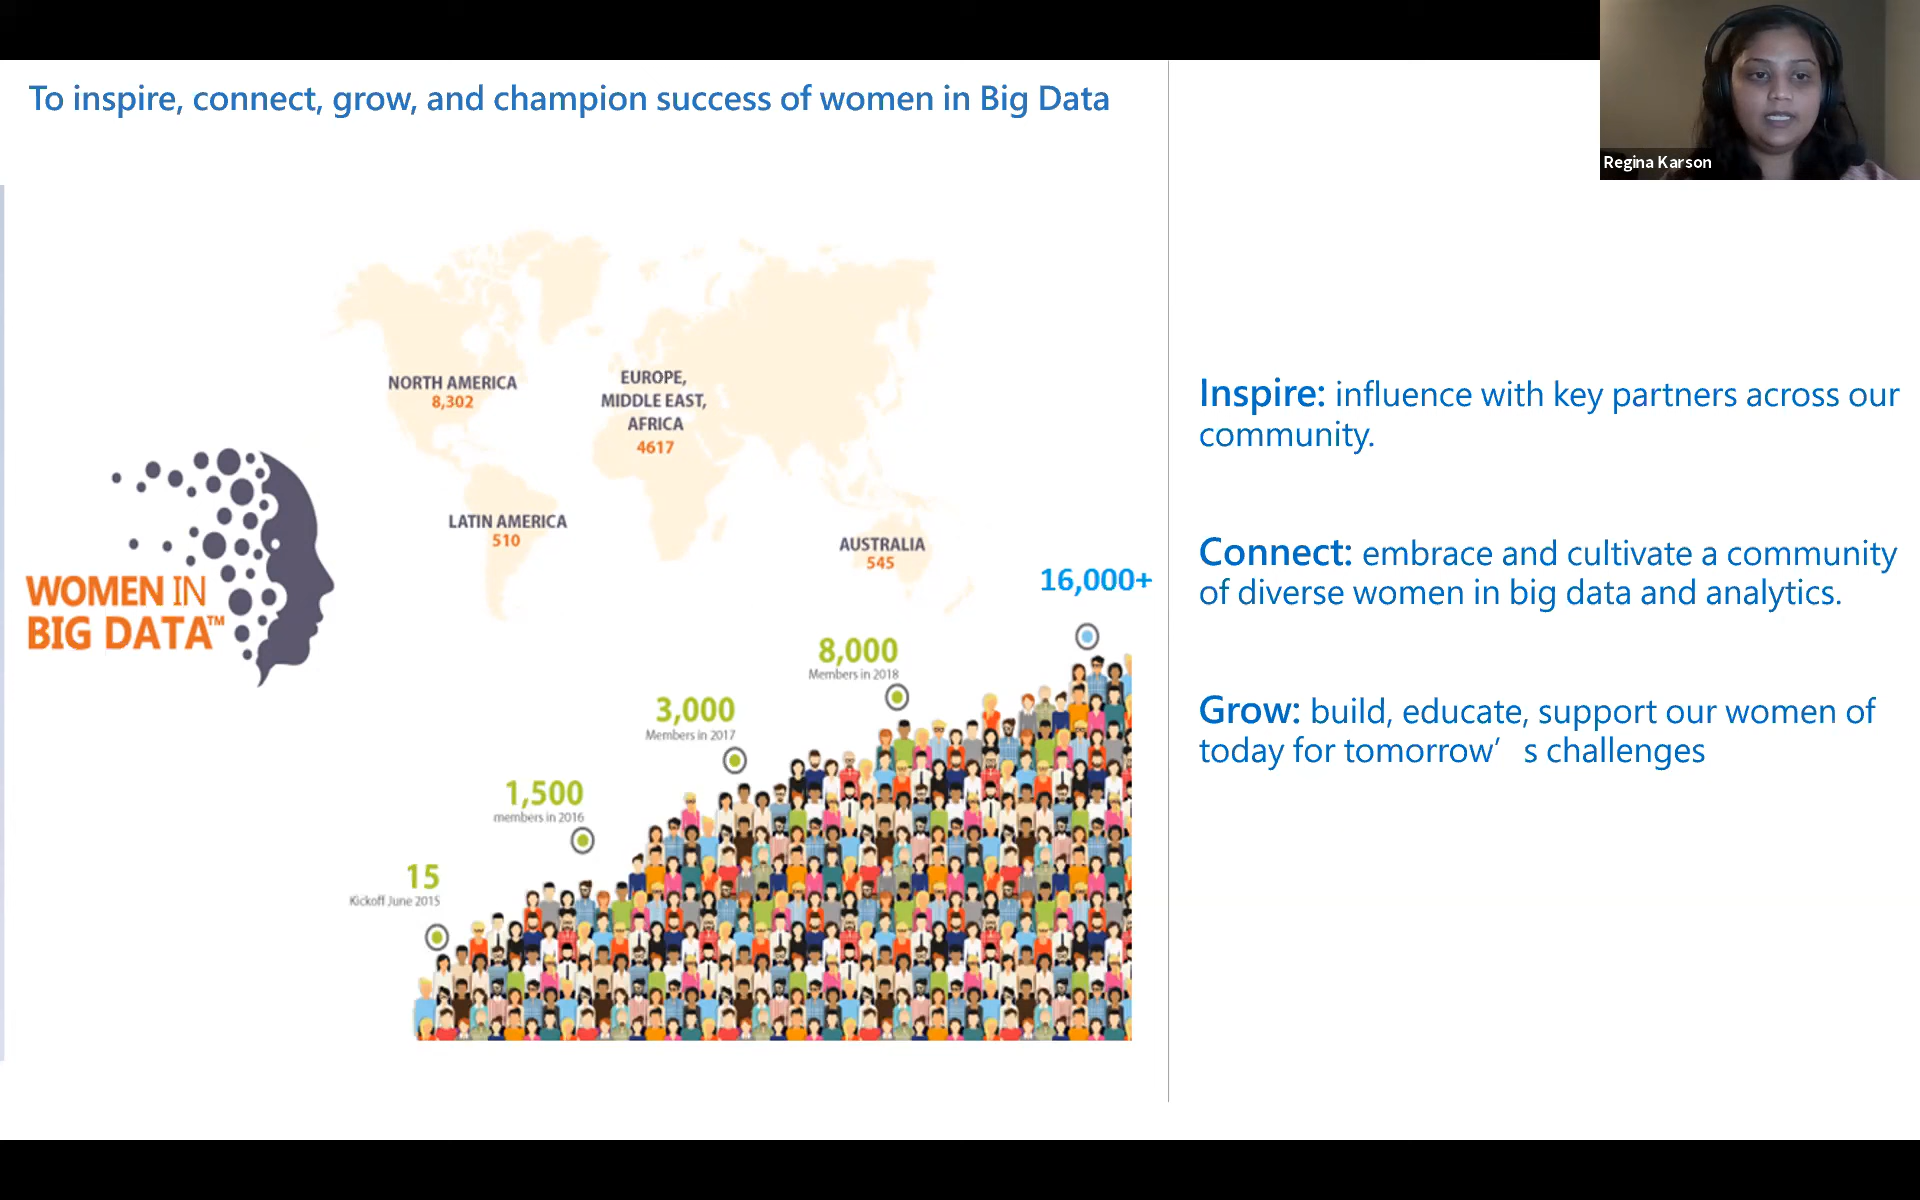 To inspire, connect, grow, and champion success of women in Big Data
Regina Karson
NORTH AMERICA
8,302
EUROPE,
MIDDLE EAST,
AFRICA
4617
LATIN AMERICA
510
AUSTRALIA
545
WOMEN IN
BIG DATA™
16,000+
8,000
Members in 2018
3,000
Members in 2017
1,500
members in 2016
15
Kickoff June 2015
Inspire: influence with key partners across our
community.
Connect: embrace and cultivate a community
of diverse women in big data and analytics.
Grow: build, educate, support our women of
today for tomorrow’ s challenges